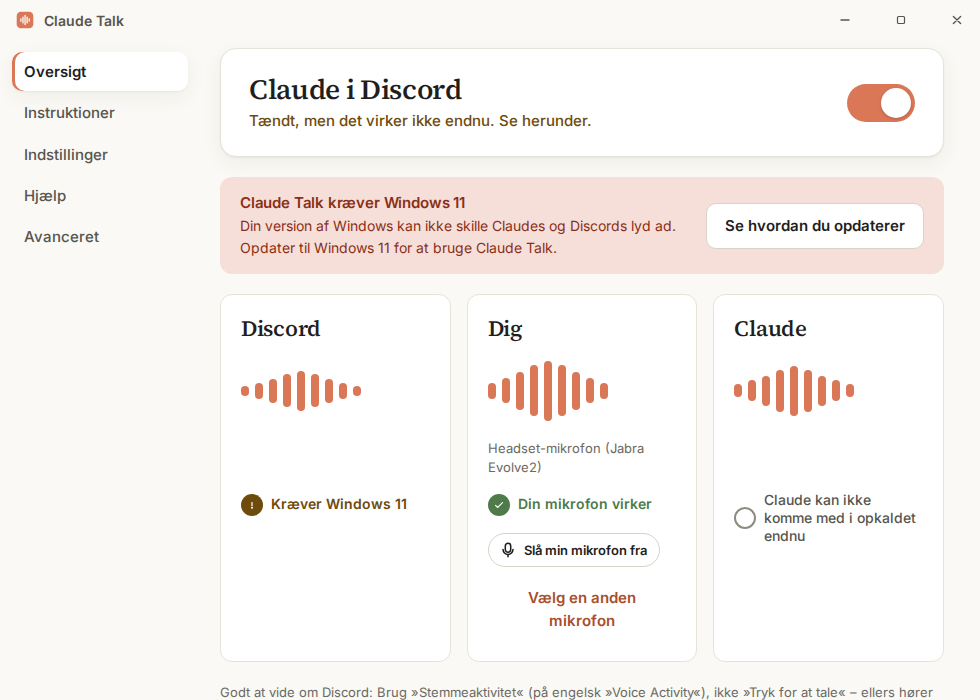 Claude Talk
Oversigt
Instruktioner
Indstillinger
Hjælp
Avanceret
Claude i Discord
Tændt, men det virker ikke endnu. Se herunder.
Claude Talk kræver Windows 11
Din version af Windows kan ikke skille Claudes og Discords lyd ad.
Opdater til Windows 11 for at bruge Claude Talk.
Se hvordan du opdaterer
Discord
Kræver Windows 11
Dig
Headset-mikrofon (Jabra
Evolve2)
Din mikrofon virker
Slå min mikrofon fra
Vælg en anden
mikrofon
Claude
Claude kan ikke
komme med i opkaldet
endnu
Godt at vide om Discord: Brug »Stemmeaktivitet« (på engelsk »Voice Activity«), ikke »Tryk for at tale« – ellers hører